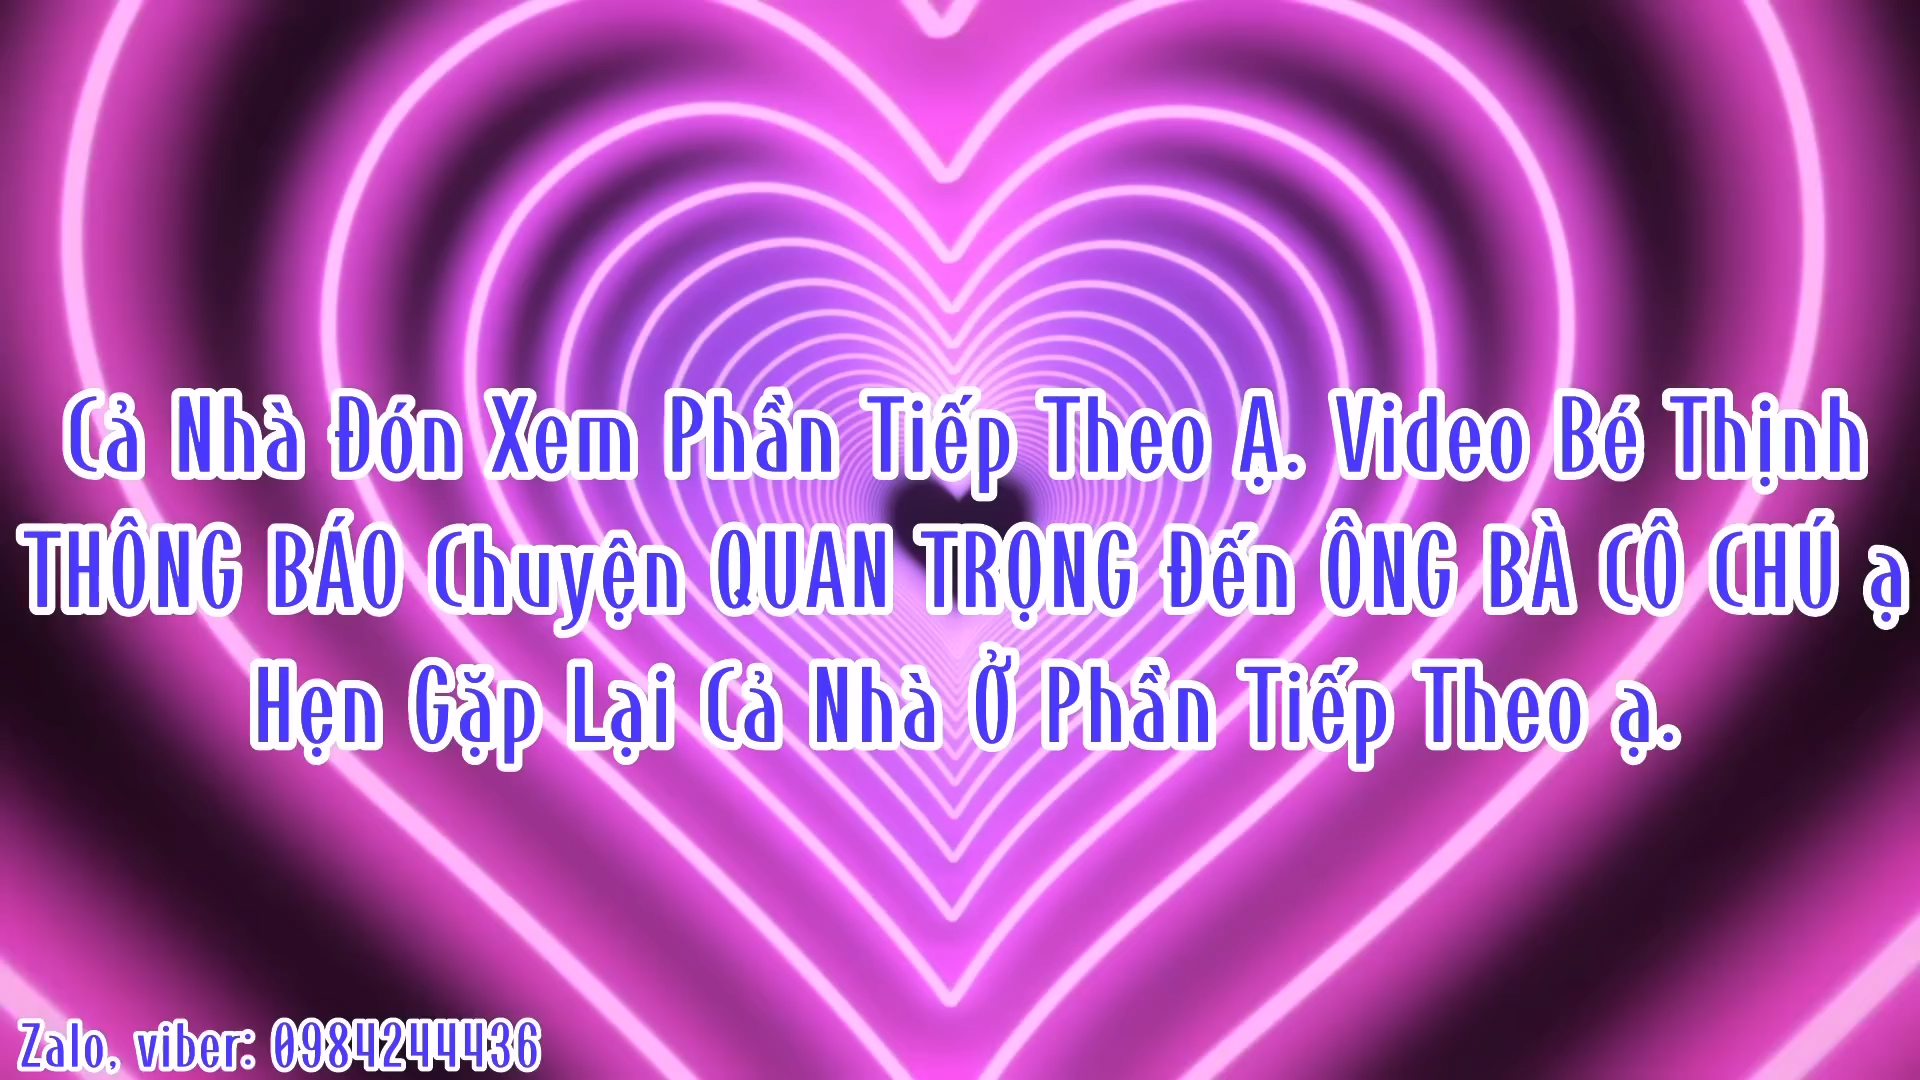 Cả Nhà Đón Xem Phần Tiếp Theo Ạ. Video Bé Thịnh
THÔNG BÁO Chuyện QUAN TRỌNG Đến ÔNG BÀ CÔ CHÚ ạ
Hẹn Gặp Lại Cả Nhà Ở Phần Tiếp Theo ạ.
Zalo, viber: 0984244436